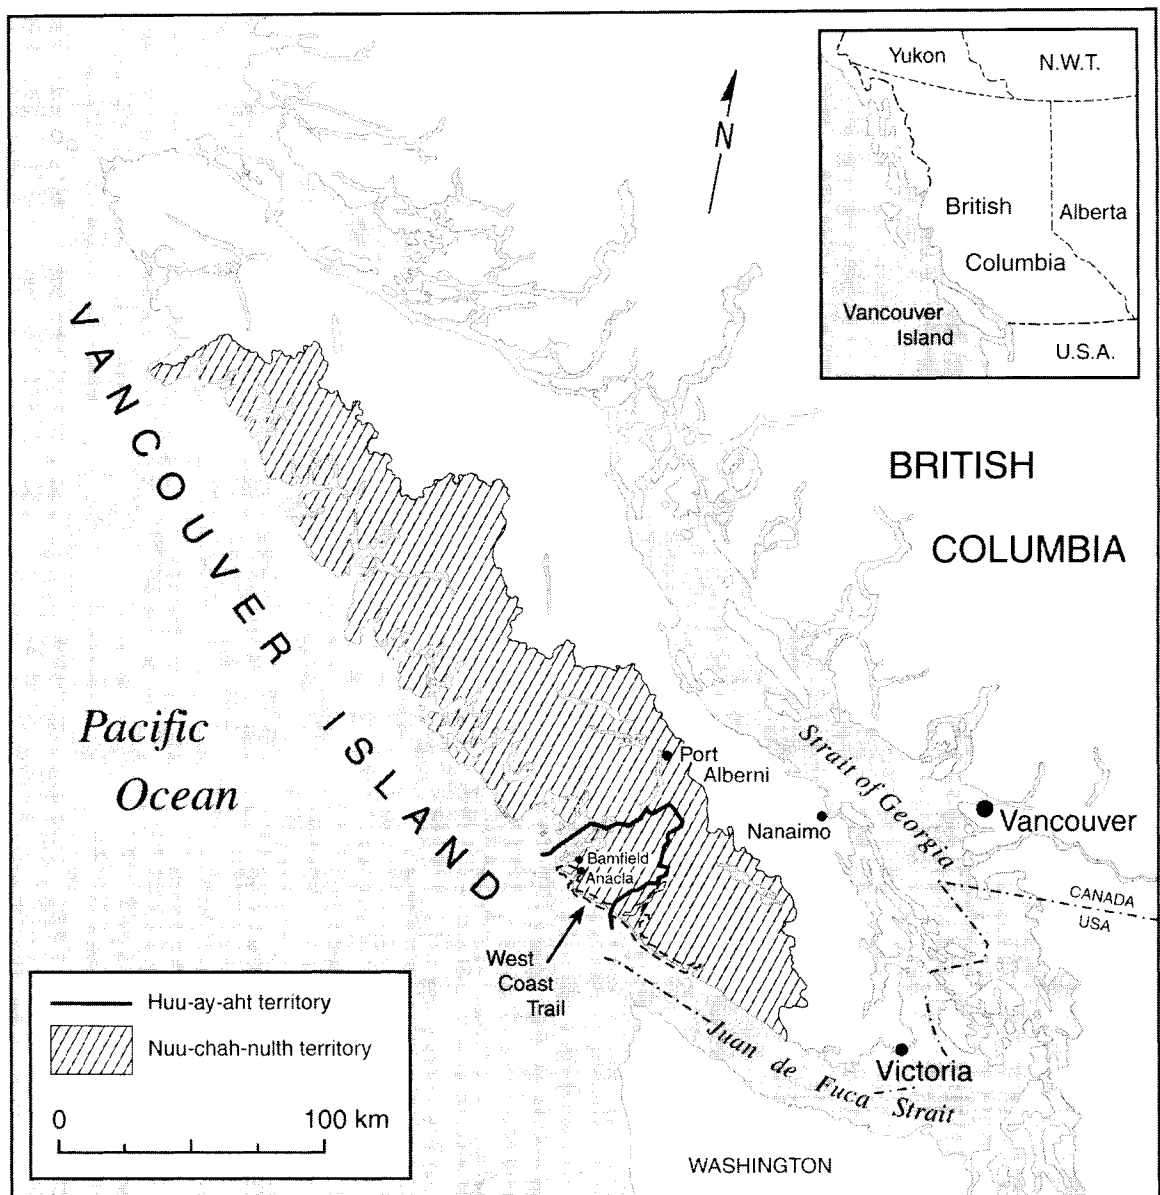 Yukon
N.W.T.
British
Columbia
Alberta
Vancouver
Island
U.S.A.
N
VANCOUVER ISLAND
BRITISH
COLUMBIA
Pacific
Ocean
Strait of Georgia
Port
Alberni
Nanaimo
Vancouver
Bamfield
Anacla
CANADA
USA
West
Coast
Trail
Juan de Fuca Strait
Victoria
WASHINGTON
Huu-ay-aht territory
Nuu-chah-nulth territory
0 100 km